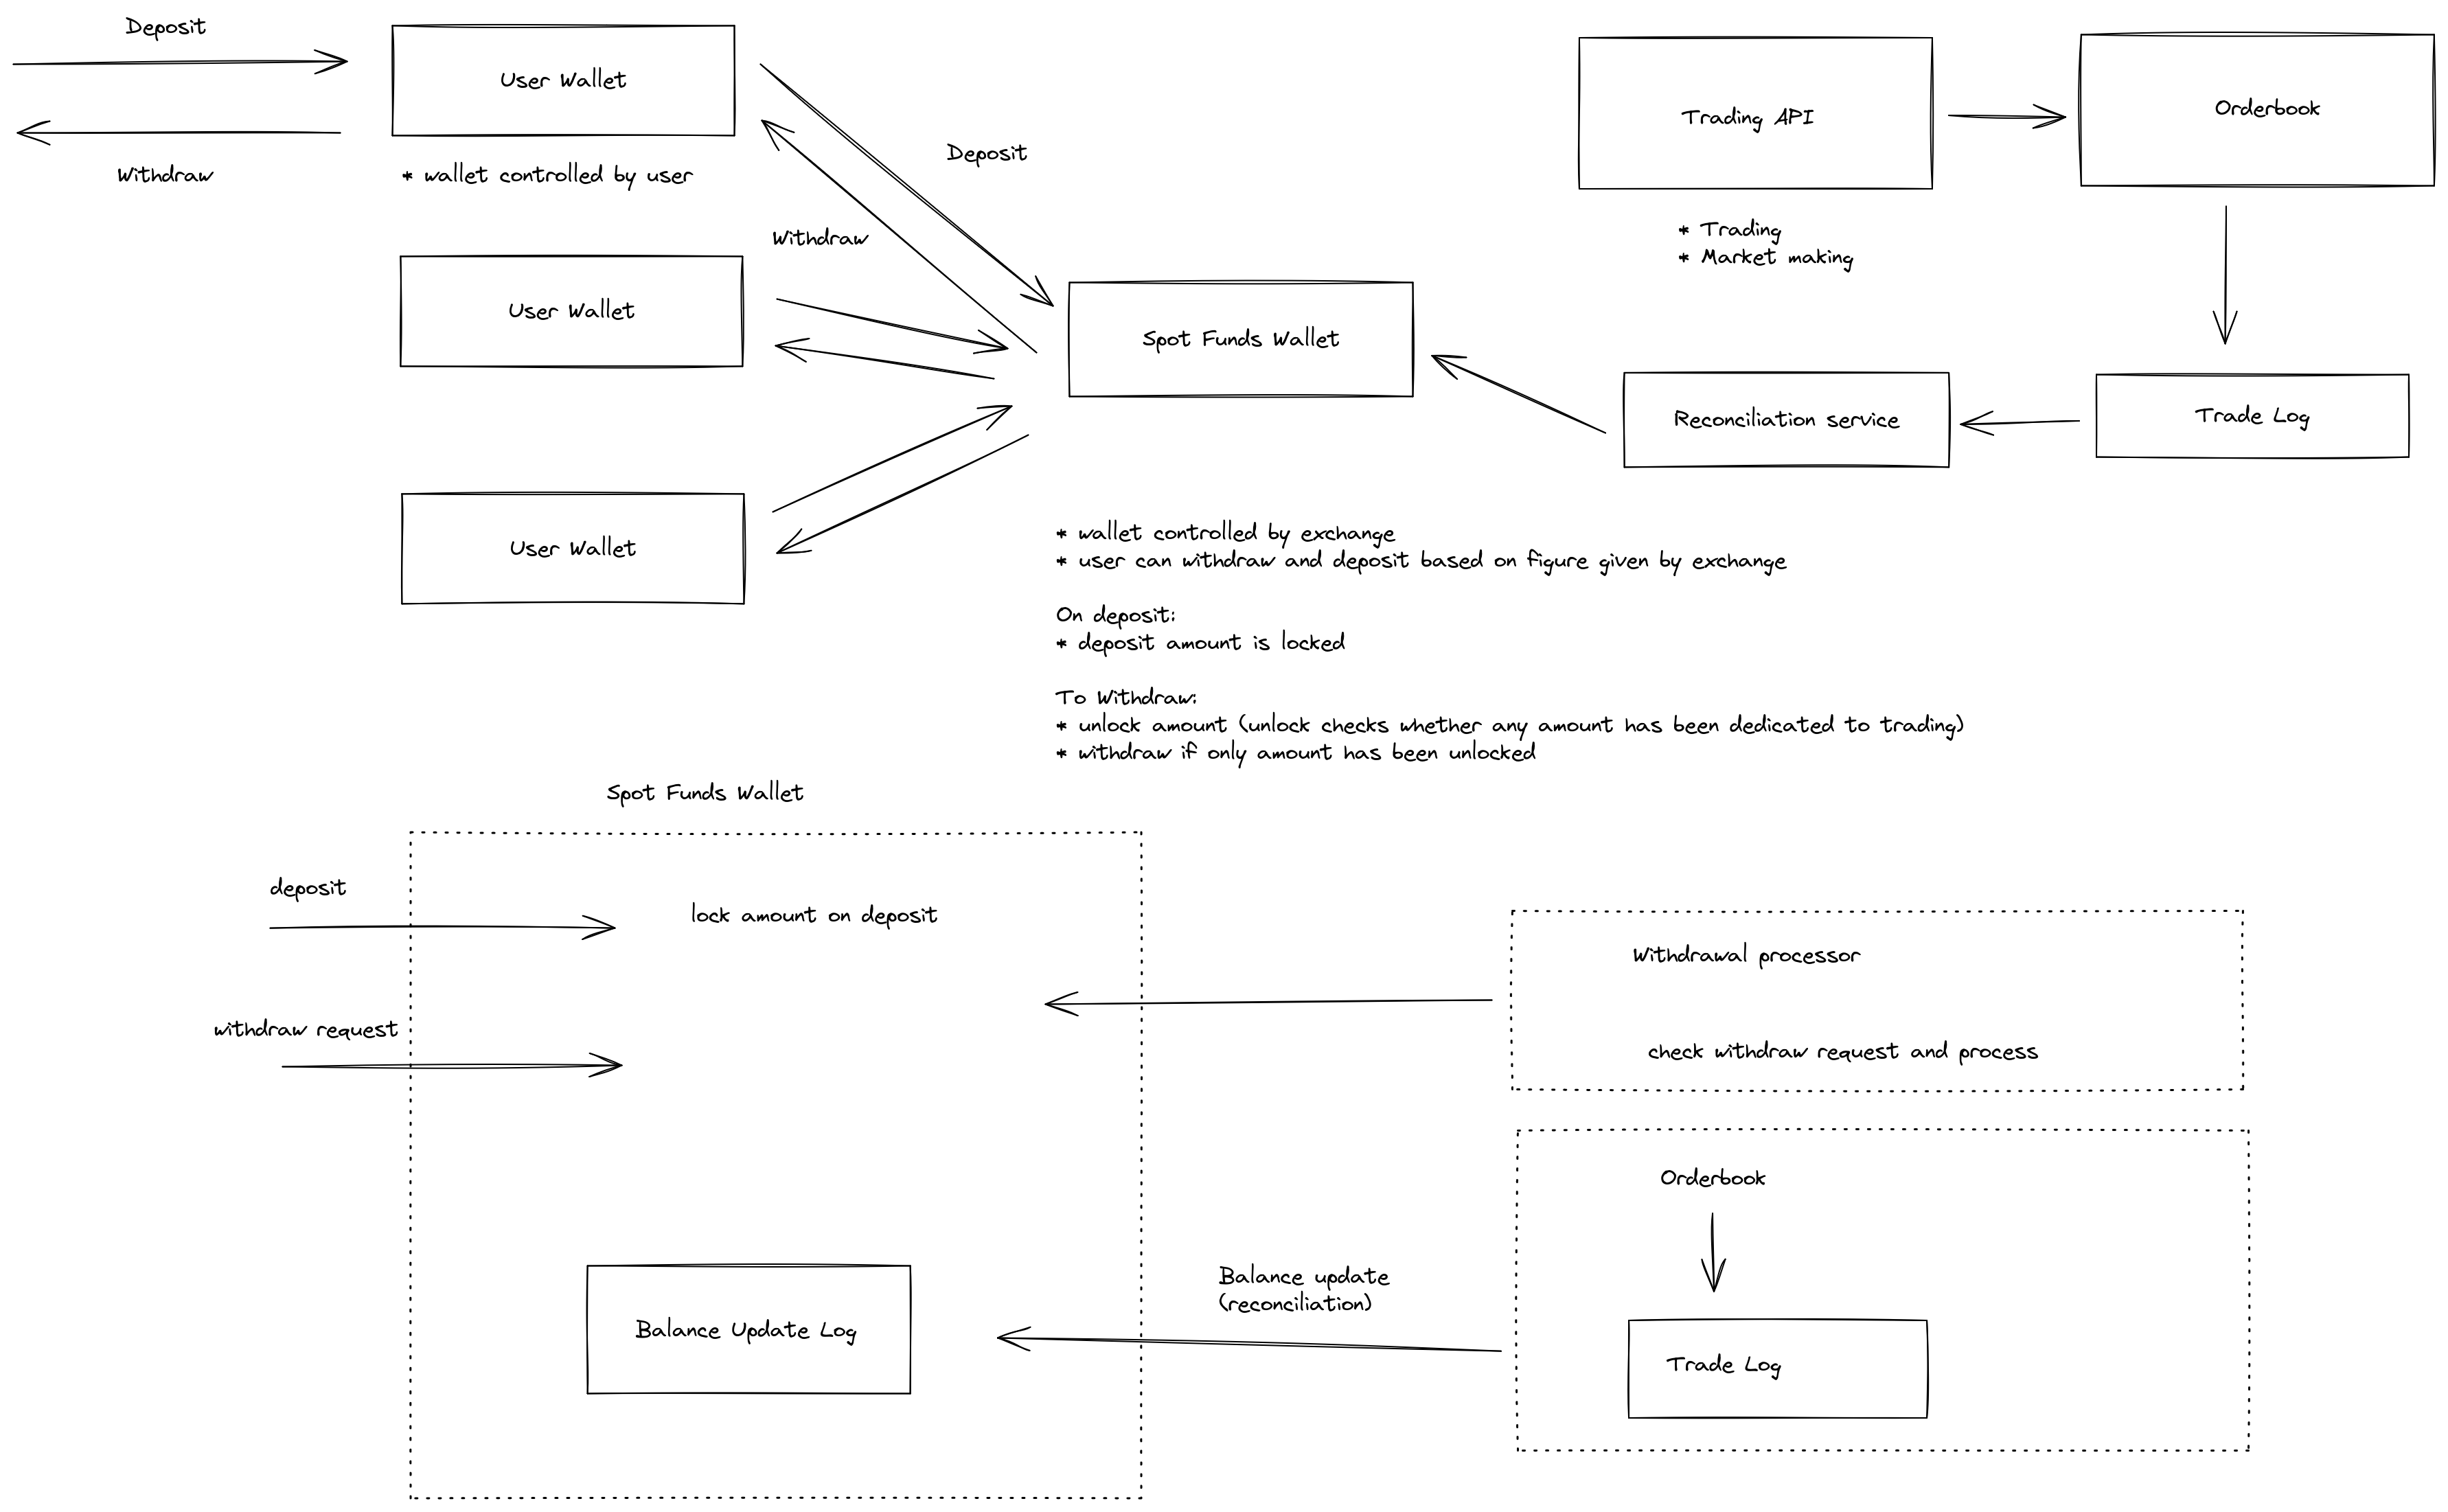 Deposit
User Wallet
Withdraw
* wallet controlled by user
Deposit
Withdraw
User Wallet
User Wallet
Spot Funds Wallet
Trading API
Orderbook
* Trading
* Market making
Reconciliation service
Trade Log
* wallet controlled by exchange
* user can withdraw and deposit based on figure given by exchange
On deposit:
* deposit amount is locked
To Withdraw:
* unlock amount (unlock checks whether any amount has been dedicated to trading)
* withdraw if only amount has been unlocked
Spot Funds Wallet
deposit
lock amount on deposit
withdraw request
Withdrawal processor
check withdraw request and process
Orderbook
Balance update
(reconciliation)
Balance Update Log
Trade Log